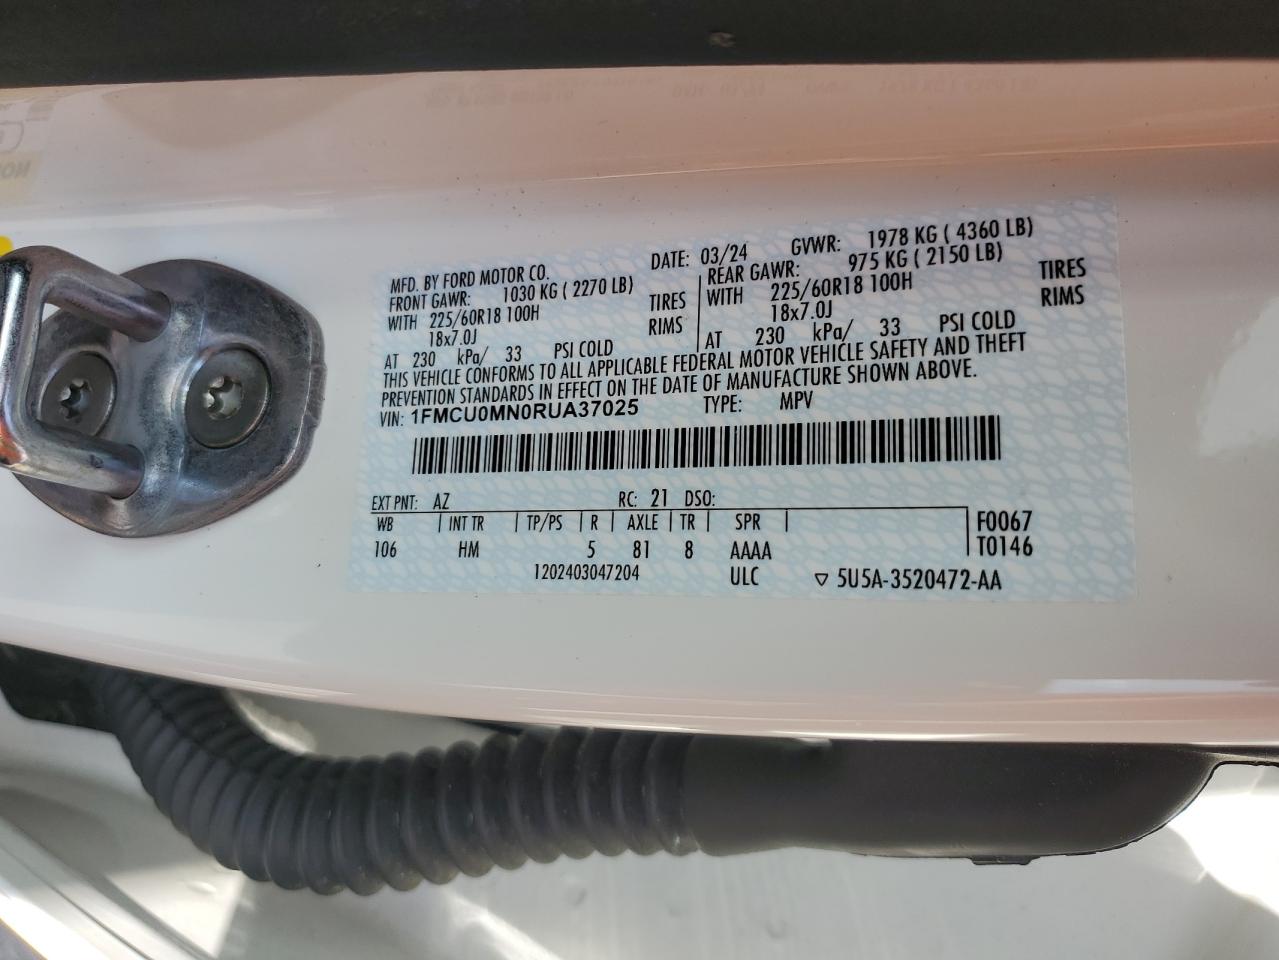 MFD. BY FORD MOTOR CO. DATE: 03/24 GVWR: 1978 KG ( 4360 LB)
FRONT GAWR: 1030 KG ( 2270 LB) REAR GAWR: 975 KG ( 2150 LB)
WITH 225/60R18 100H TIRES WITH 225/60R18 100H TIRES
18x7.0J RIMS 18x7.0J RIMS
AT 230 kPa/ 33 PSI COLD AT 230 kPa/ 33 PSI COLD
THIS VEHICLE CONFORMS TO ALL APPLICABLE FEDERAL MOTOR VEHICLE SAFETY AND THEFT
PREVENTION STANDARDS IN EFFECT ON THE DATE OF MANUFACTURE SHOWN ABOVE.
VIN: 1FMCU0MN0RUA37025 TYPE: MPV
EXT PNT: AZ RC: 21 DSO:
WB INT TR TP/PS R AXLE TR SPR F0067
106 HM 5 81 8 AAAA T0146
1202403047204 ULC ▽ 5U5A-3520472-AA